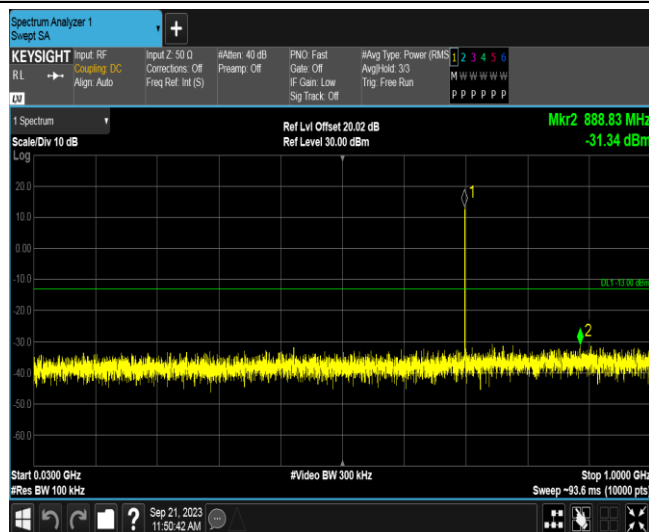 Spectrum Analyzer 1
Swept SA
+
KEYSIGHT Input: RF Input Z: 50 Ω #Atten: 40 dB PNO: Fast #Avg Type: Power (RMS 1 2 3 4 5 6
RL Coupling: DC Corrections: Off Preamp: Off Gate: Off Avg|Hold: 3/3 M W W W W W
Align: Auto Freq Ref: Int (S) IF Gain: Low Trig: Free Run
LXI Sig Track: Off P P P P P P
1 Spectrum
Ref Lvl Offset 20.02 dB Mkr2 888.83 MHz
Scale/Div 10 dB Ref Level 30.00 dBm -31.34 dBm
Log
20.0
1
10.0
0.00
-10.0
DL1 -13.00 dBm
-20.0
2
-30.0
-40.0
-50.0
-60.0
Start 0.0300 GHz #Video BW 300 kHz Stop 1.0000 GHz
#Res BW 100 kHz Sweep ~93.6 ms (10000 pts)
? Sep 21, 2023
11:50:42 AM